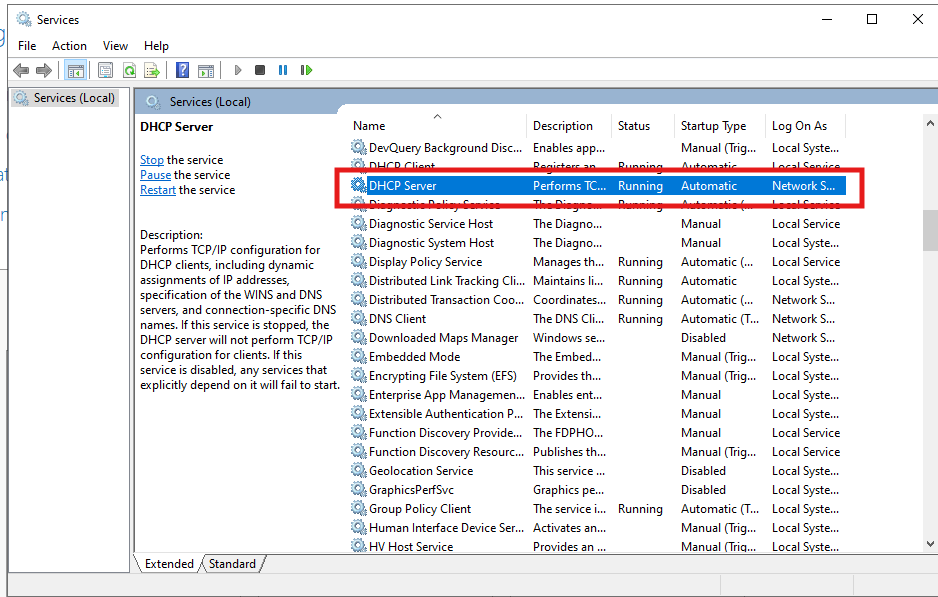 Services
File Action View Help
Services (Local)
Services (Local)
DHCP Server
Stop the service
Pause the service
Restart the service
Description:
Performs TCP/IP configuration for
DHCP clients, including dynamic
assignments of IP addresses,
specification of the WINS and DNS
servers, and connection-specific DNS
names. If this service is stopped, the
DHCP server will not perform TCP/IP
configuration for clients. If this
service is disabled, any services that
explicitly depend on it will fail to start.
Name Description Status Startup Type Log On As
DevQuery Background Disc... Enables app... Manual (Trig... Local Syste...
DHCP Client Registers an... Running Automatic Local Service
DHCP Server Performs TC... Running Automatic Network S...
Diagnostic Policy Service The Diagno... Running Automatic (... Local Service
Diagnostic Service Host The Diagno... Manual Local Service
Diagnostic System Host The Diagno... Manual Local Syste...
Display Policy Service Manages th... Running Automatic (... Local Service
Distributed Link Tracking Cli... Maintains li... Running Automatic Local Syste...
Distributed Transaction Coo... Coordinates... Running Automatic (... Network S...
DNS Client The DNS Cli... Running Automatic (T... Network S...
Downloaded Maps Manager Windows se... Disabled Network S...
Embedded Mode The Embed... Manual (Trig... Local Syste...
Encrypting File System (EFS) Provides th... Manual (Trig... Local Syste...
Enterprise App Managemen... Enables ent... Manual Local Syste...
Extensible Authentication P... The Extensi... Manual Local Syste...
Function Discovery Provide... The FDPHO... Manual Local Service
Function Discovery Resourc... Publishes th... Manual (Trig... Local Service
Geolocation Service This service ... Disabled Local Syste...
GraphicsPerfSvc Graphics pe... Disabled Local Syste...
Group Policy Client The service i... Running Automatic (T... Local Syste...
Human Interface Device Ser... Activates an... Manual (Trig... Local Syste...
HV Host Service Provides an ... Manual (Trig... Local Syste...
Extended Standard